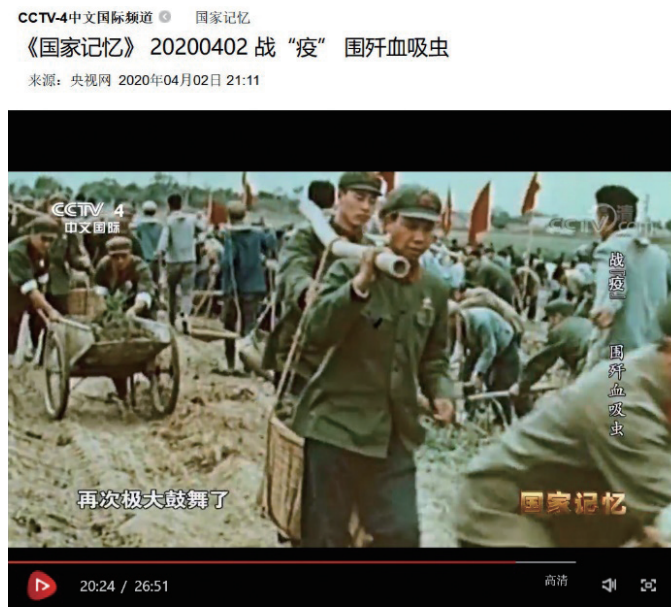 CCTV-4中文国际频道 国家记忆
《国家记忆》 20200402 战“疫” 围歼血吸虫
来源：央视网 2020年04月02日 21:11
CCTV 4
中文国际
CCTV
战“疫”
围歼血吸虫
再次极大鼓舞了
国家记忆
20:24 / 26:51
高清